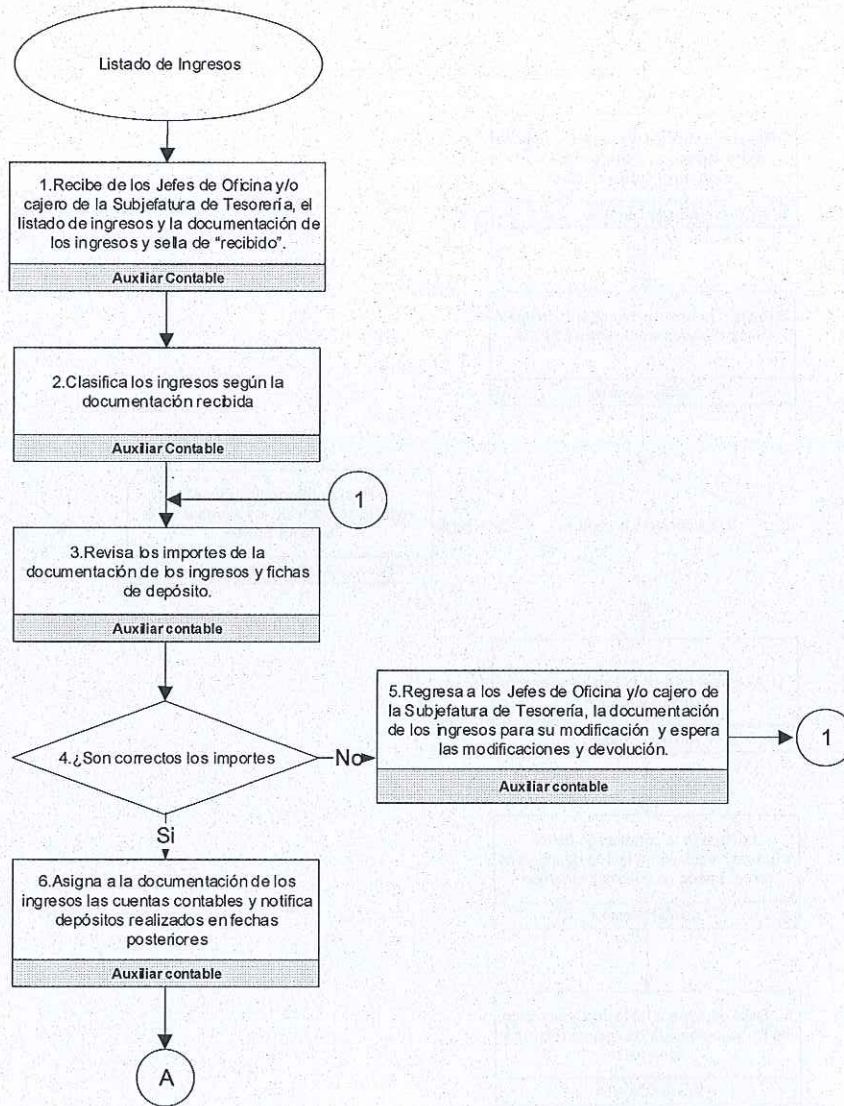 Listado de Ingresos
1.Recibe de los Jefes de Oficina y/o
cajero de la Subjefatura de Tesorería, el
listado de ingresos y la documentación de
los ingresos y sella de “recibido”.
Auxiliar Contable
2.Clasifica los ingresos según la
documentación recibida
Auxiliar Contable
1
3.Revisa los importes de la
documentación de los ingresos y fichas
de depósito.
Auxiliar contable
4.¿Son correctos los importes
No
5.Regresa a los Jefes de Oficina y/o cajero de
la Subjefatura de Tesorería, la documentación
de los ingresos para su modificación y espera
las modificaciones y devolución.
Auxiliar contable
1
Si
6.Asigna a la documentación de los
ingresos las cuentas contables y notifica
depósitos realizados en fechas
posteriores
Auxiliar contable
A